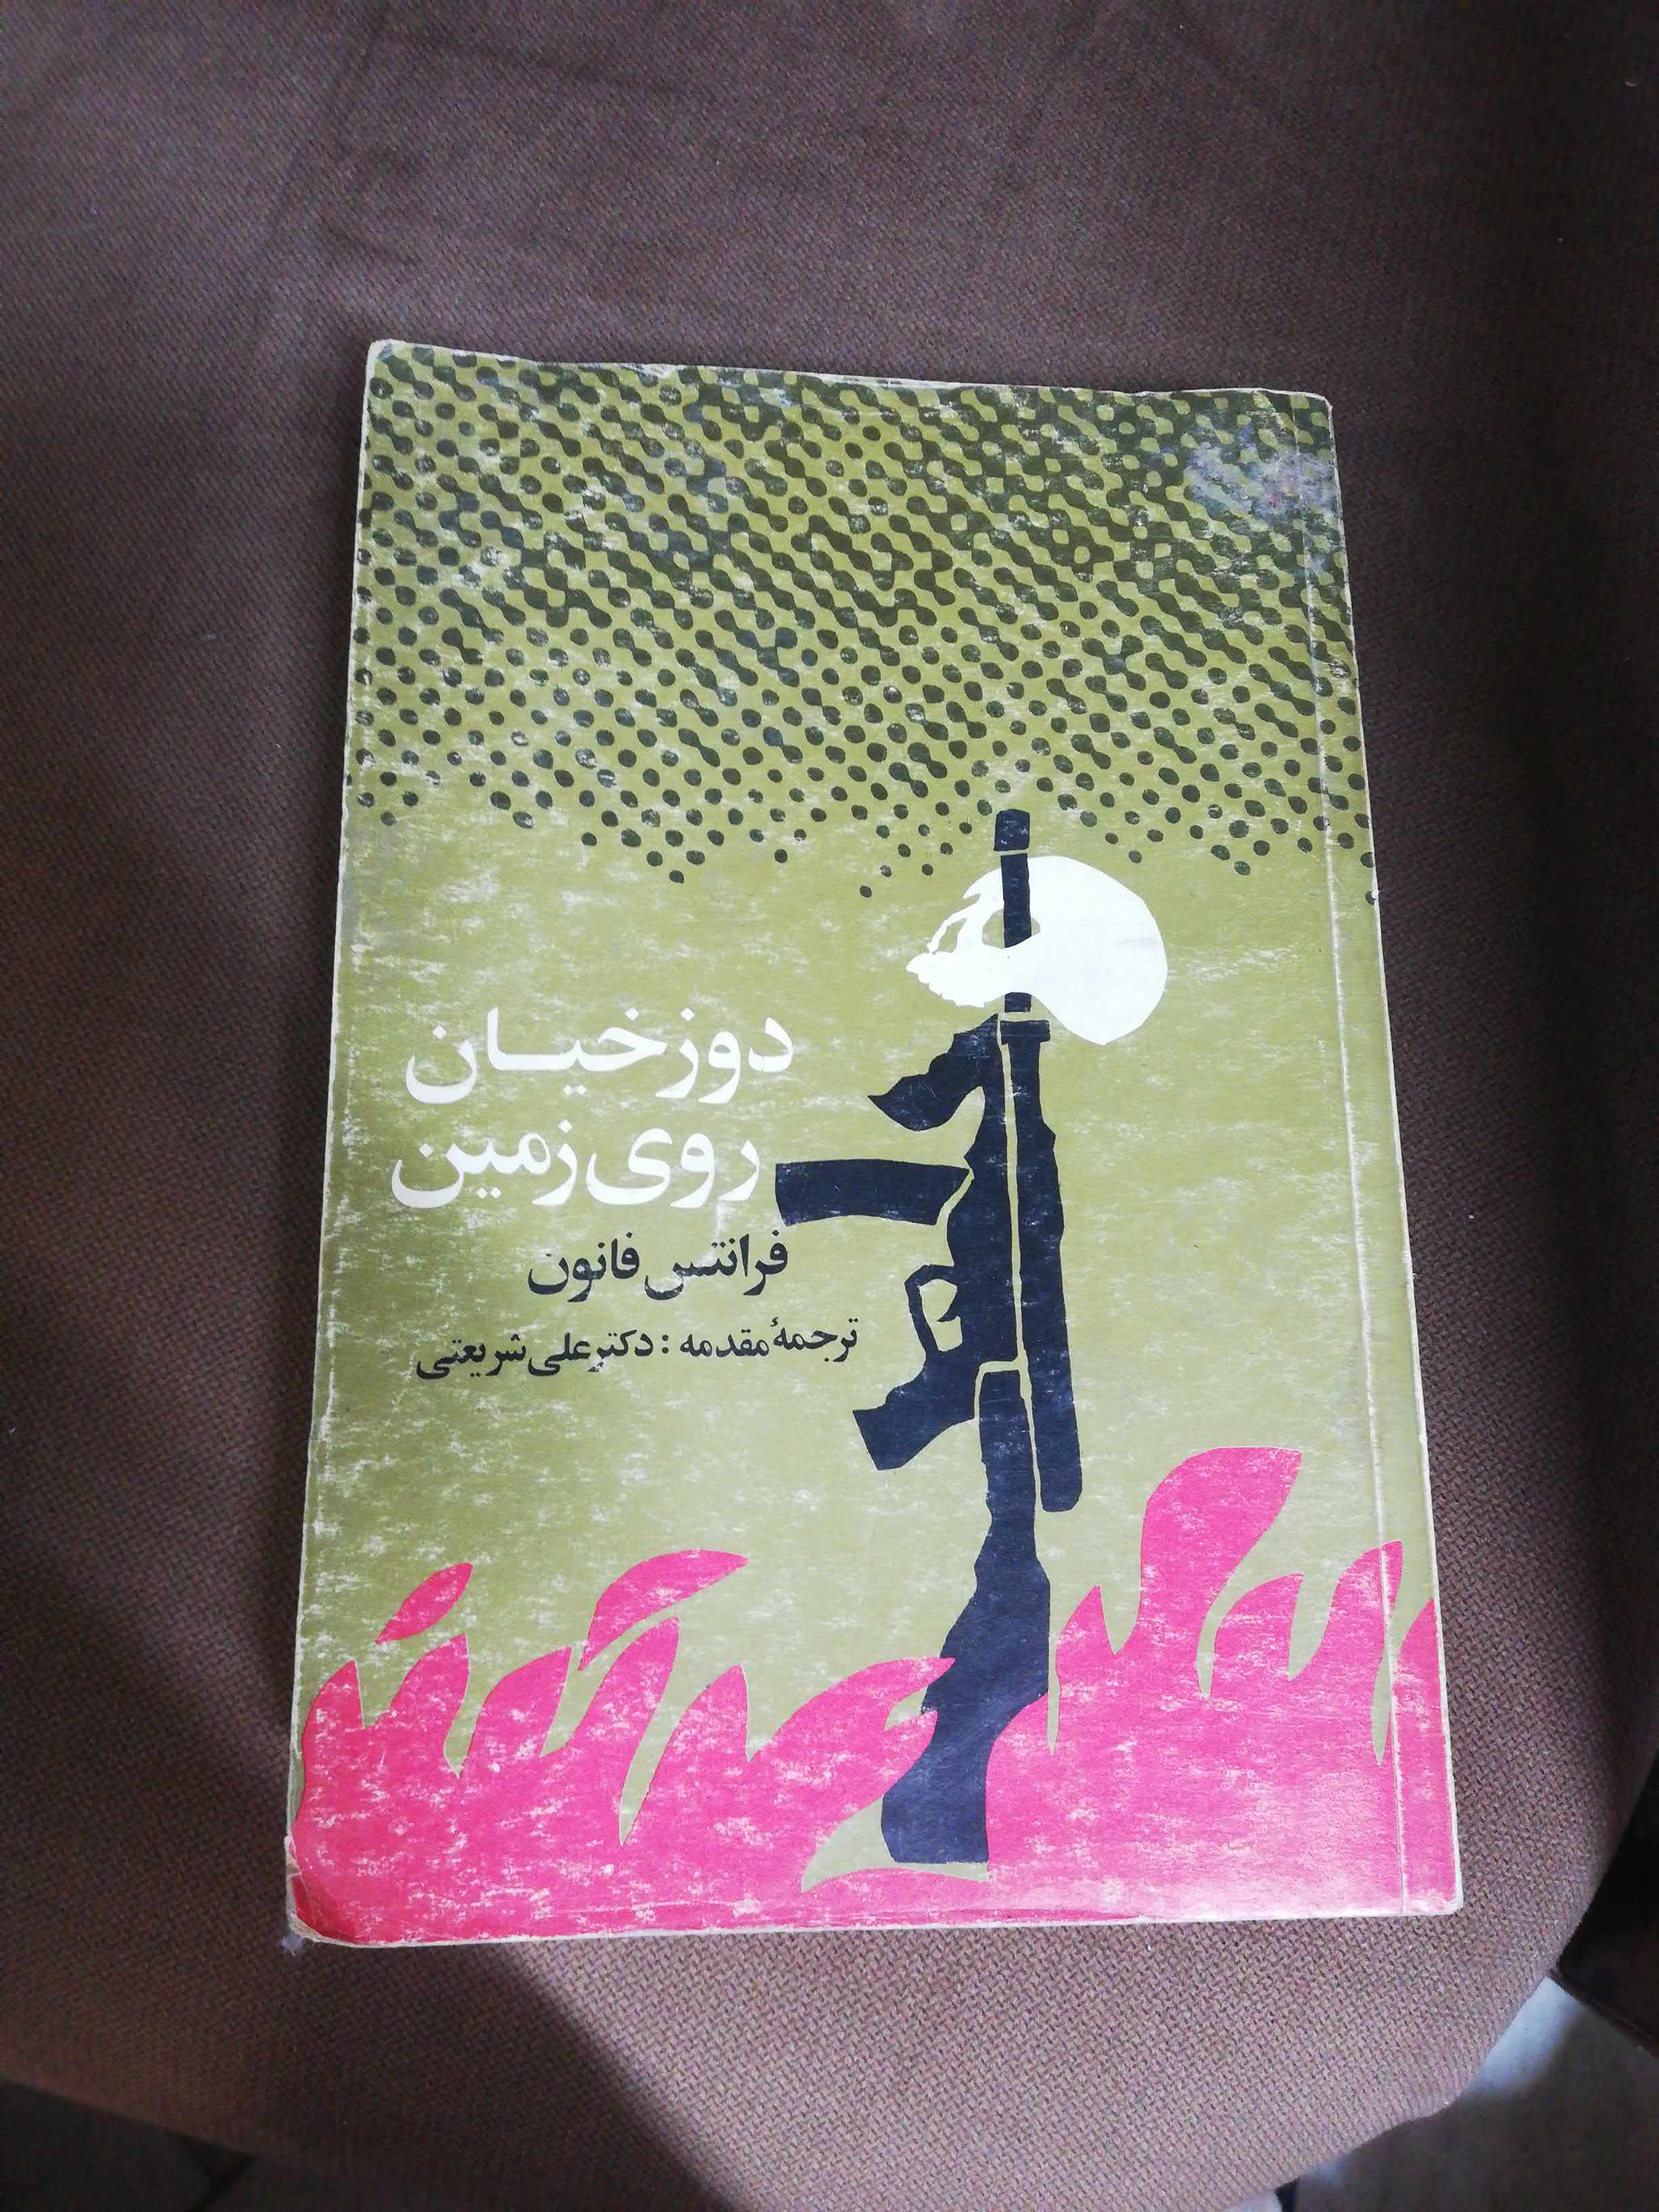 دوزخیان
روی زمین
فرانتس فانون
ترجمهٔ مقدمه : دکتر علی شریعتی